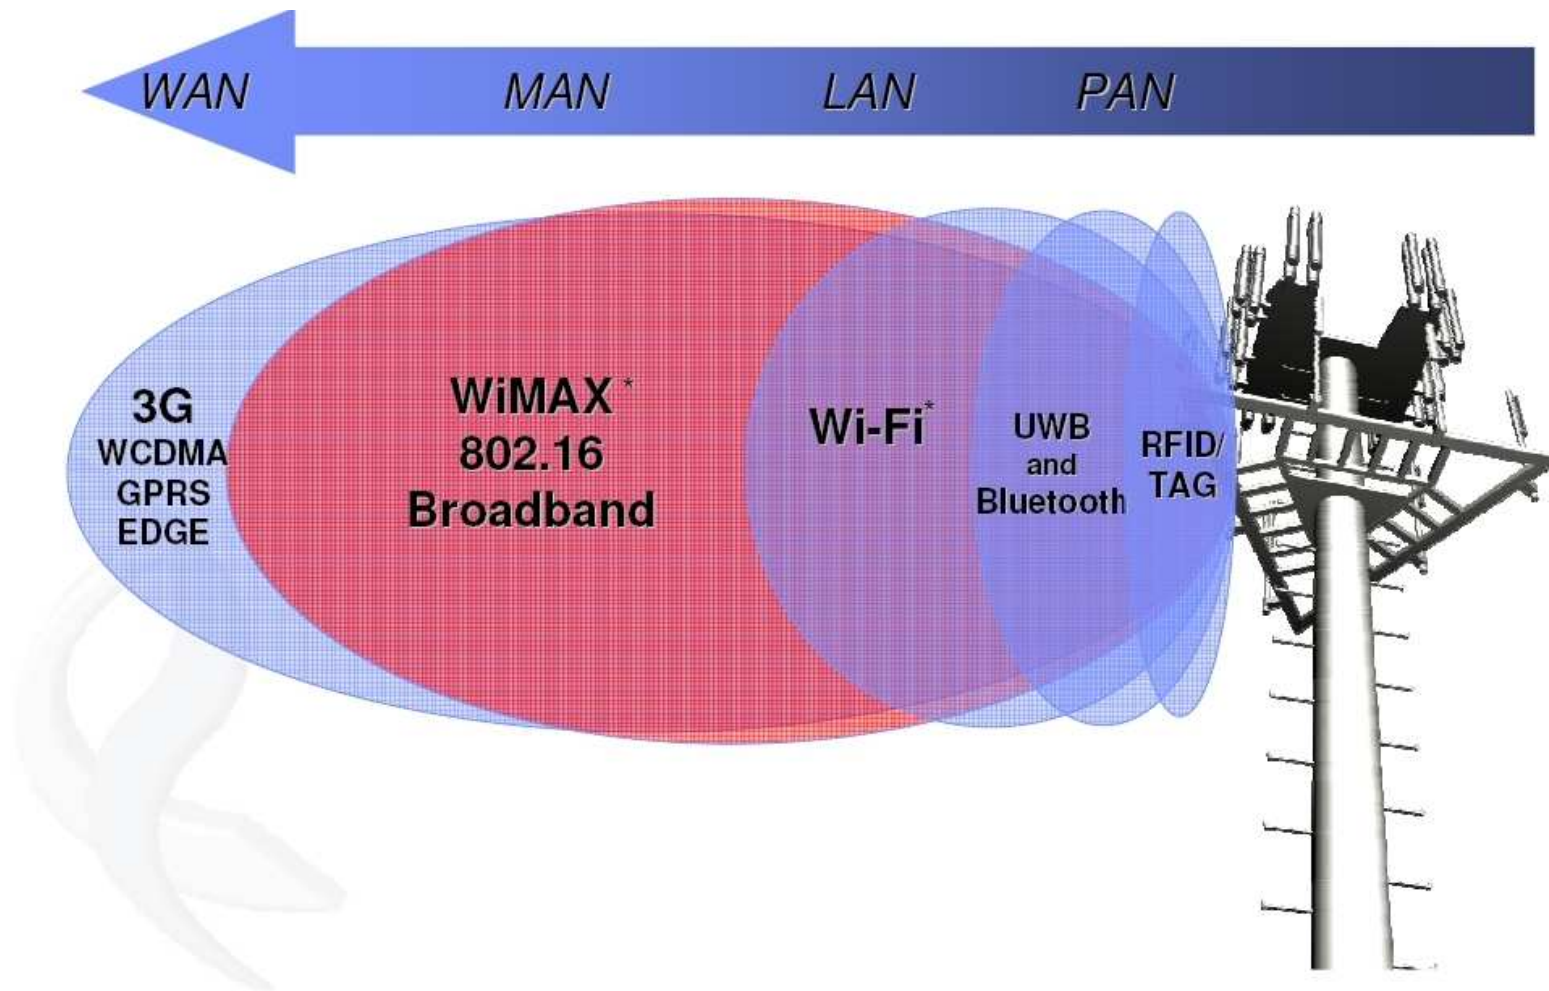 WAN MAN LAN PAN
3G
WCDMA
GPRS
EDGE
WiMAX*
802.16
Broadband
Wi-Fi*
UWB
and
Bluetooth
RFID/
TAG